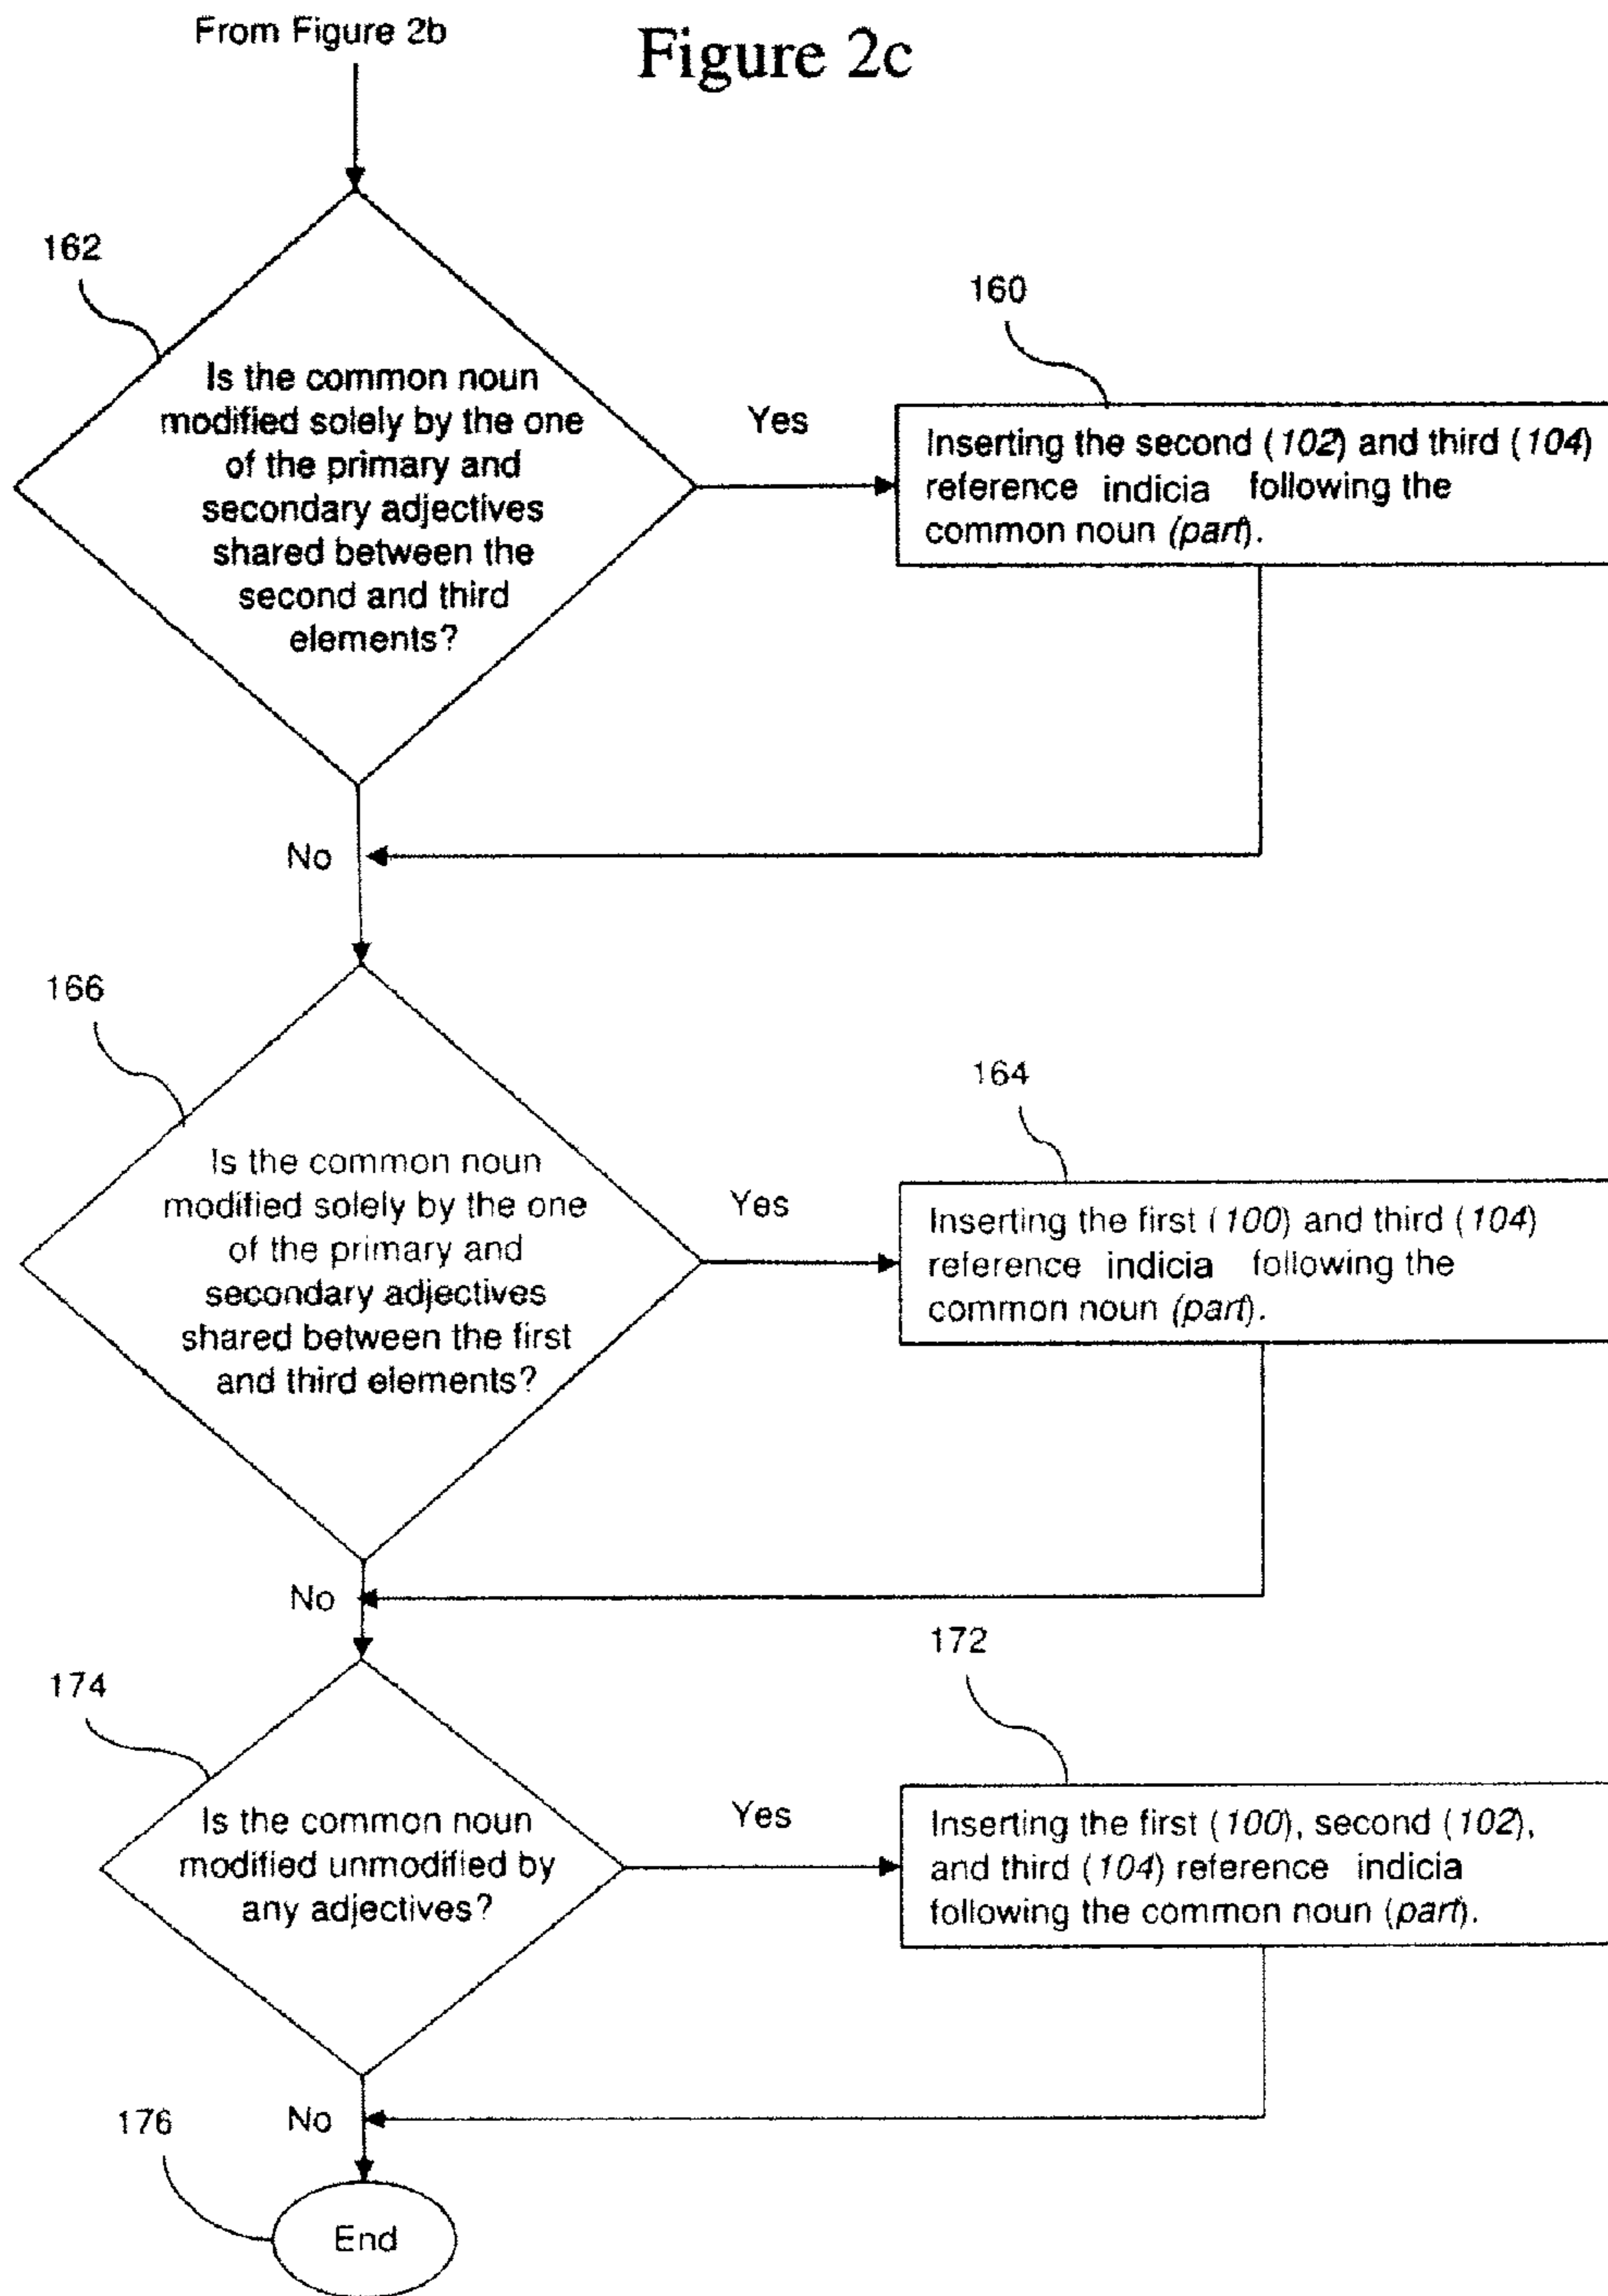 From Figure 2b
Figure 2c
162
Is the common noun
modified solely by the one
of the primary and
secondary adjectives
shared between the
second and third
elements?
Yes
160
Inserting the second (102) and third (104)
reference indicia following the
common noun (part).
No
166
Is the common noun
modified solely by the one
of the primary and
secondary adjectives
shared between the first
and third elements?
Yes
164
Inserting the first (100) and third (104)
reference indicia following the
common noun (part).
No
174
Is the common noun
modified unmodified by
any adjectives?
Yes
172
Inserting the first (100), second (102),
and third (104) reference indicia
following the common noun (part).
No
176
End